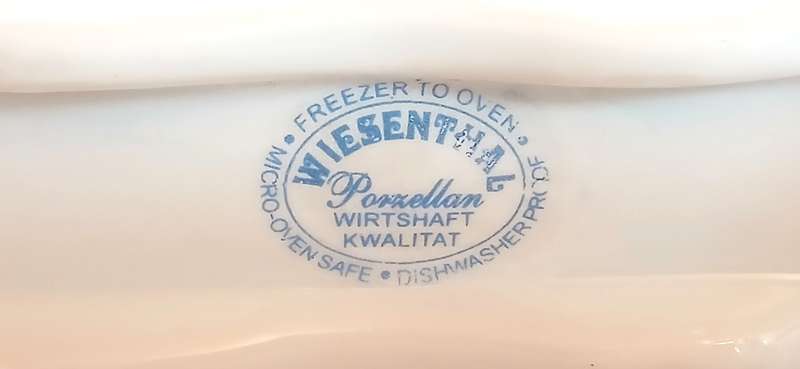 • FREEZER TO OVEN •
WIESENTHAL
Porzellan
WIRTSHAFT
KWALITAT
MICRO-OVEN SAFE • DISHWASHER PROOF